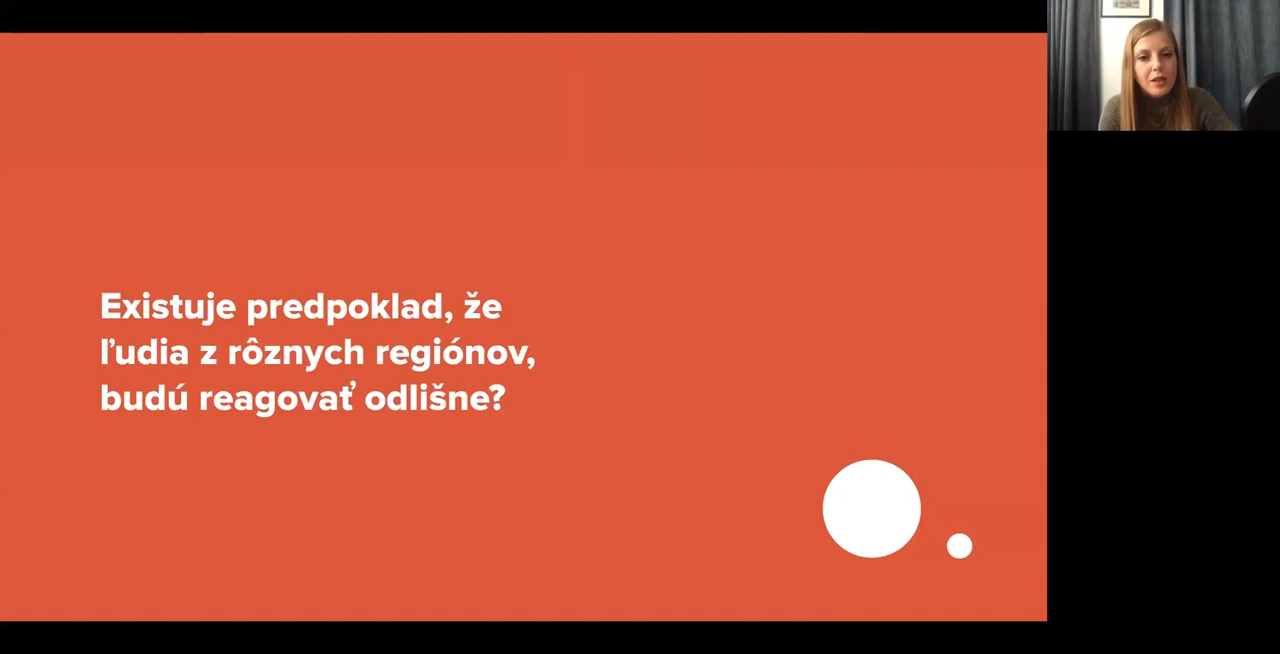 Existuje predpoklad, že
ľudia z rôznych regiónov,
budú reagovať odlišne?